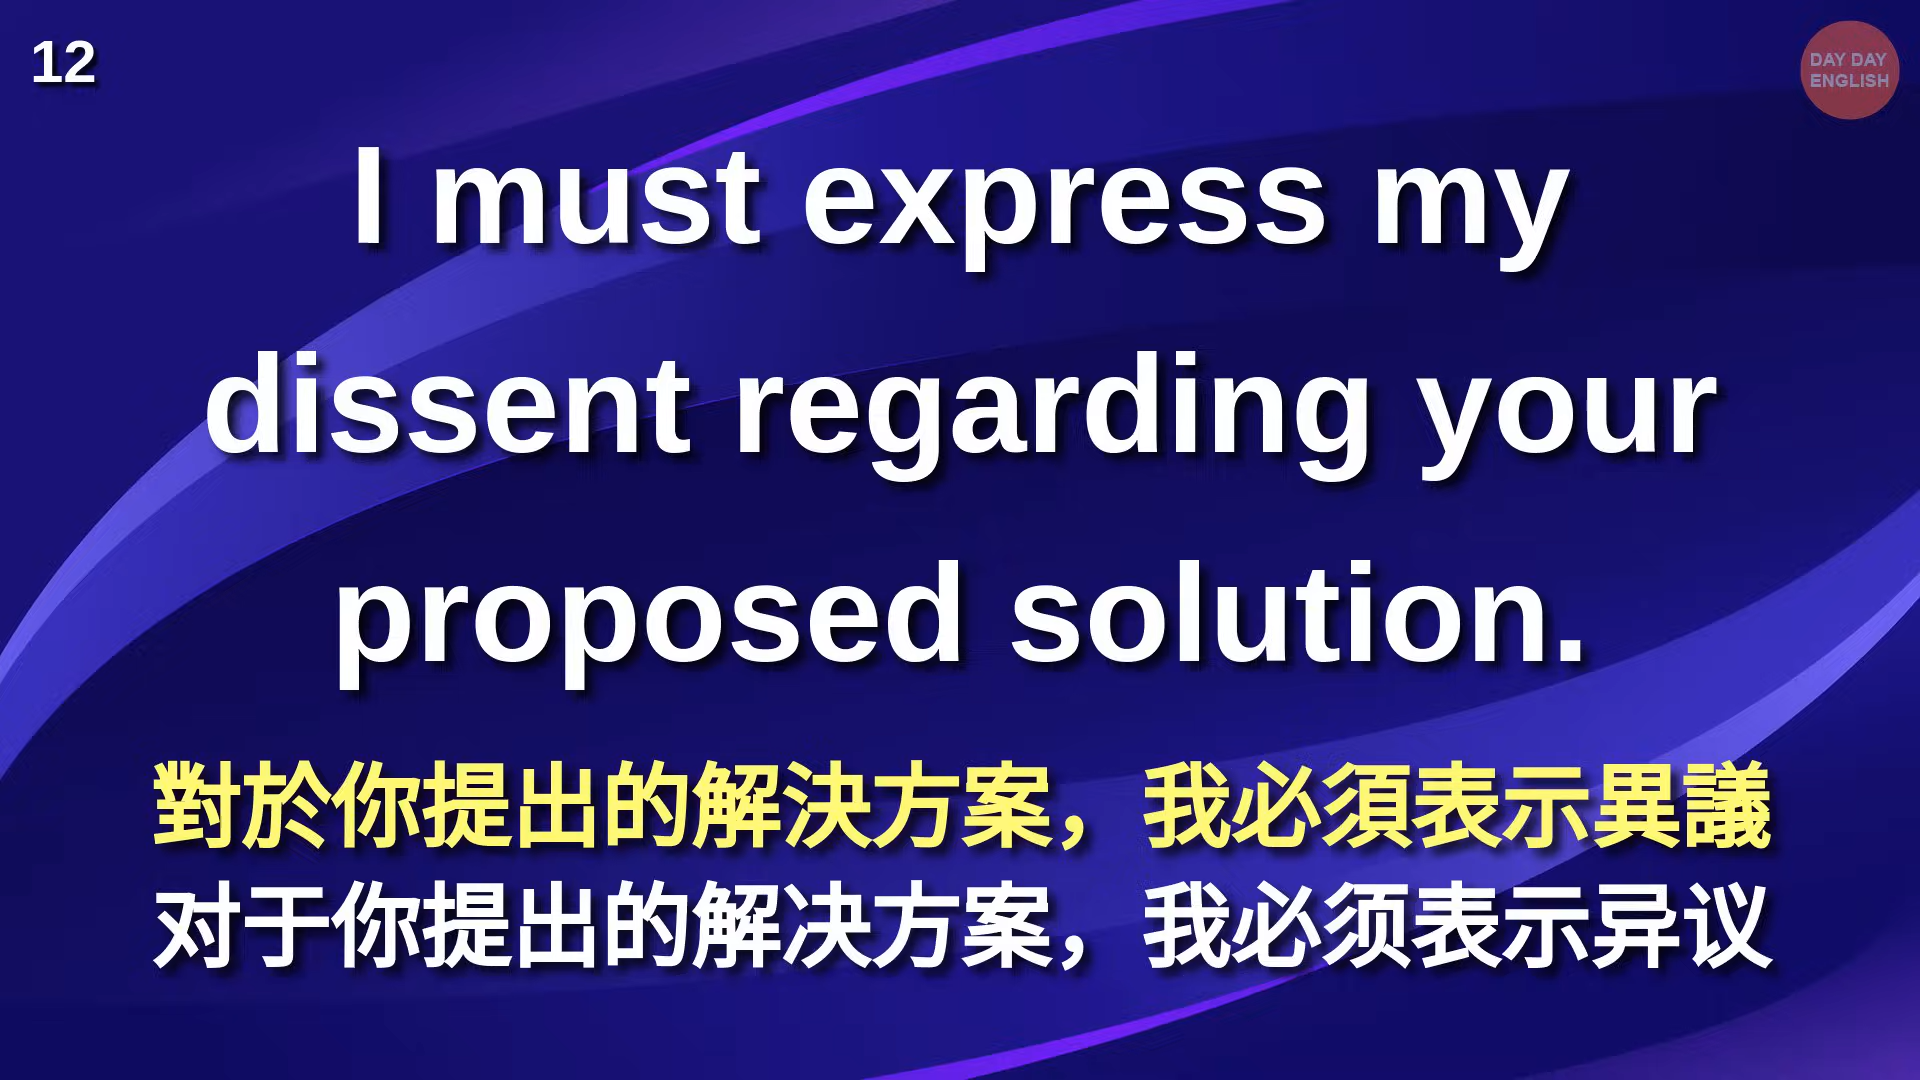 12
DAY DAY
ENGLISH
I must express my
dissent regarding your
proposed solution.
對於你提出的解決方案，我必須表示異議
对于你提出的解决方案，我必须表示异议